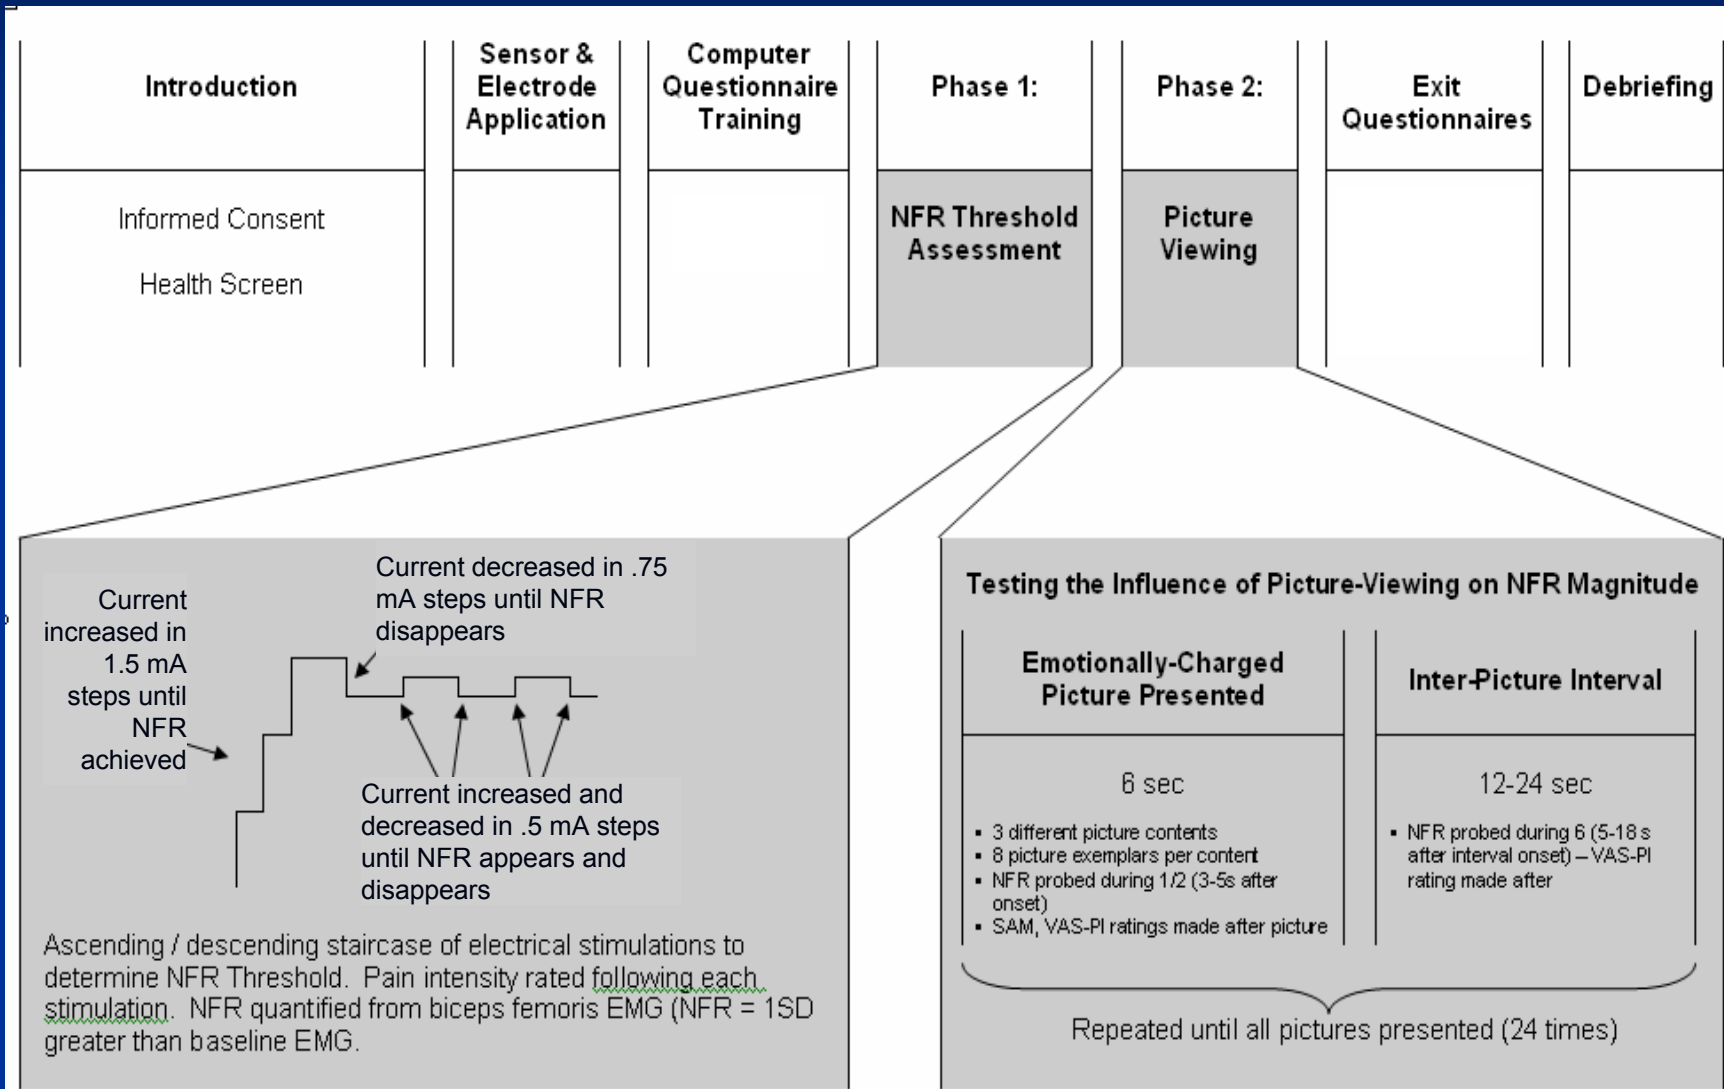 Introduction
Sensor &
Electrode
Application
Computer
Questionnaire
Training
Phase 1:
Phase 2:
Exit
Questionnaires
Debriefing
Informed Consent
Health Screen
NFR Threshold
Assessment
Picture
Viewing
Current
increased in
1.5 mA
steps until
NFR
achieved
Current decreased in .75
mA steps until NFR
disappears
Current increased and
decreased in .5 mA steps
until NFR appears and
disappears
Ascending / descending staircase of electrical stimulations to
determine NFR Threshold.  Pain intensity rated following each
stimulation.  NFR quantified from biceps femoris EMG (NFR = 1SD
greater than baseline EMG.
Testing the Influence of Picture-Viewing on NFR Magnitude
Emotionally-Charged
Picture Presented
6 sec
▪ 3 different picture contents
▪ 8 picture exemplars per content
▪ NFR probed during 1/2 (3-5s after
onset)
▪ SAM, VAS-PI ratings made after picture
Inter-Picture Interval
12-24 sec
▪ NFR probed during 6 (5-18 s
after interval onset) – VAS-PI
rating made after
Repeated until all pictures presented (24 times)